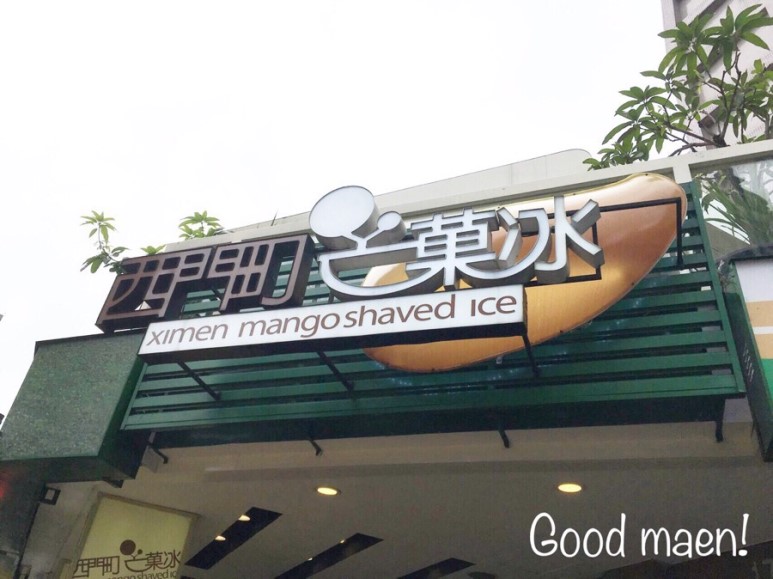 西門町芒菓冰
ximen mango shaved ice
西門町芒菓冰
mango shaved ice
Good maen!